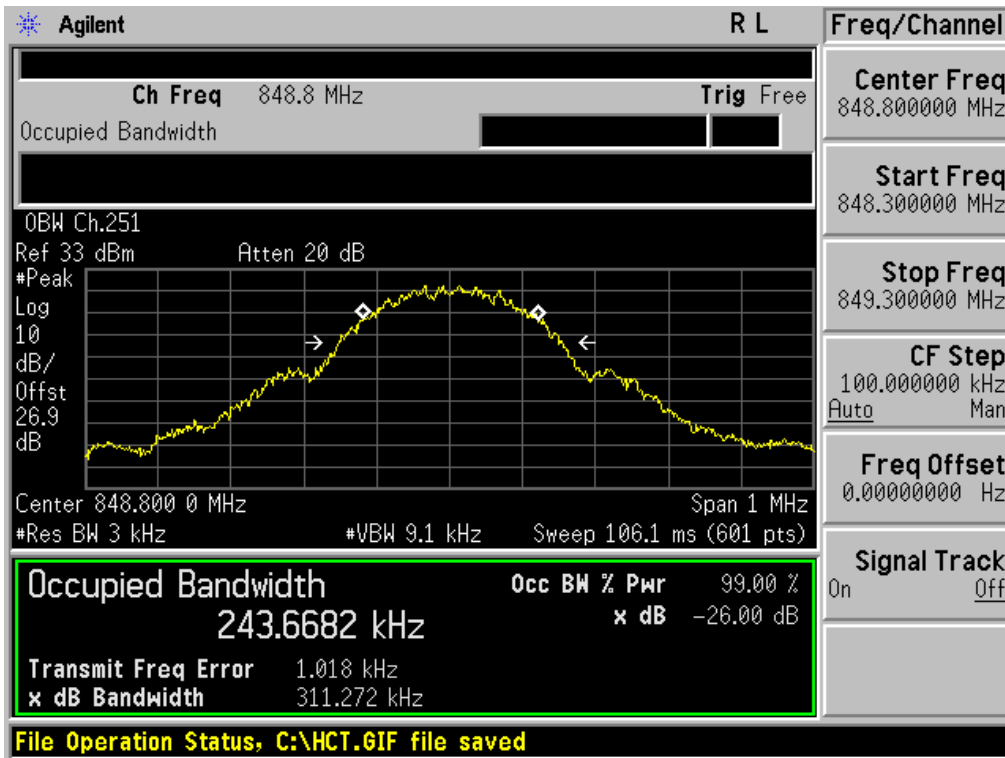 Agilent R L
Ch Freq 848.8 MHz Trig Free
Occupied Bandwidth
OBW Ch.251
Ref 33 dBm Atten 20 dB
#Peak
Log
10
dB/
Offst
26.9
dB
Center 848.800 0 MHz Span 1 MHz
#Res BW 3 kHz #VBW 9.1 kHz Sweep 106.1 ms (601 pts)
Occupied Bandwidth
243.6682 kHz
Occ BW % Pwr 99.00 %
x dB -26.00 dB
Transmit Freq Error 1.018 kHz
x dB Bandwidth 311.272 kHz
File Operation Status, C:\HCT.GIF file saved
Freq/Channel
Center Freq
848.800000 MHz
Start Freq
848.300000 MHz
Stop Freq
849.300000 MHz
CF Step
100.000000 kHz
Auto Man
Freq Offset
0.00000000 Hz
Signal Track
On Off